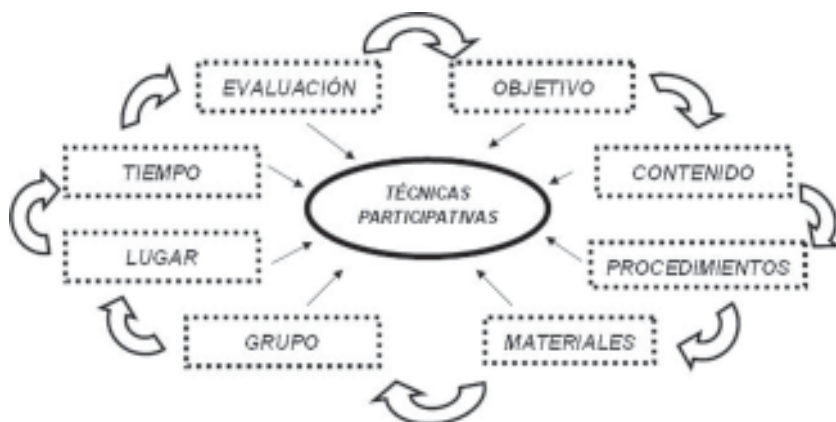 EVALUACIÓN
OBJETIVO
TIEMPO
CONTENIDO
TÉCNICAS
PARTICIPATIVAS
LUGAR
PROCEDIMIENTOS
GRUPO
MATERIALES